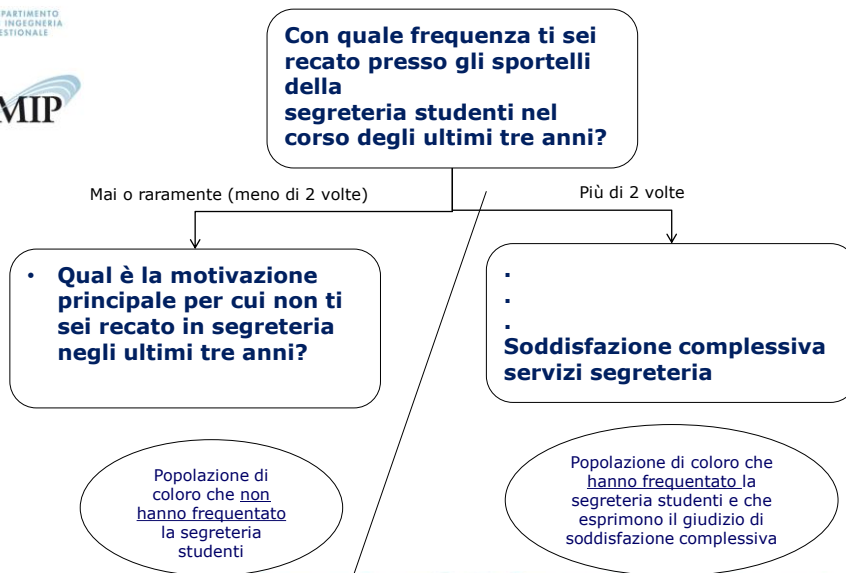 DIPARTIMENTO
INGEGNERIA
GESTIONALE
MIP
Con quale frequenza ti sei
recato presso gli sportelli
della
segreteria studenti nel
corso degli ultimi tre anni?
Mai o raramente (meno di 2 volte)
Più di 2 volte
• Qual è la motivazione
principale per cui non ti
sei recato in segreteria
negli ultimi tre anni?
.
.
.
Soddisfazione complessiva
servizi segreteria
Popolazione di
coloro che non
hanno frequentato
la segreteria
studenti
Popolazione di coloro che
hanno frequentato la
segreteria studenti e che
esprimono il giudizio di
soddisfazione complessiva